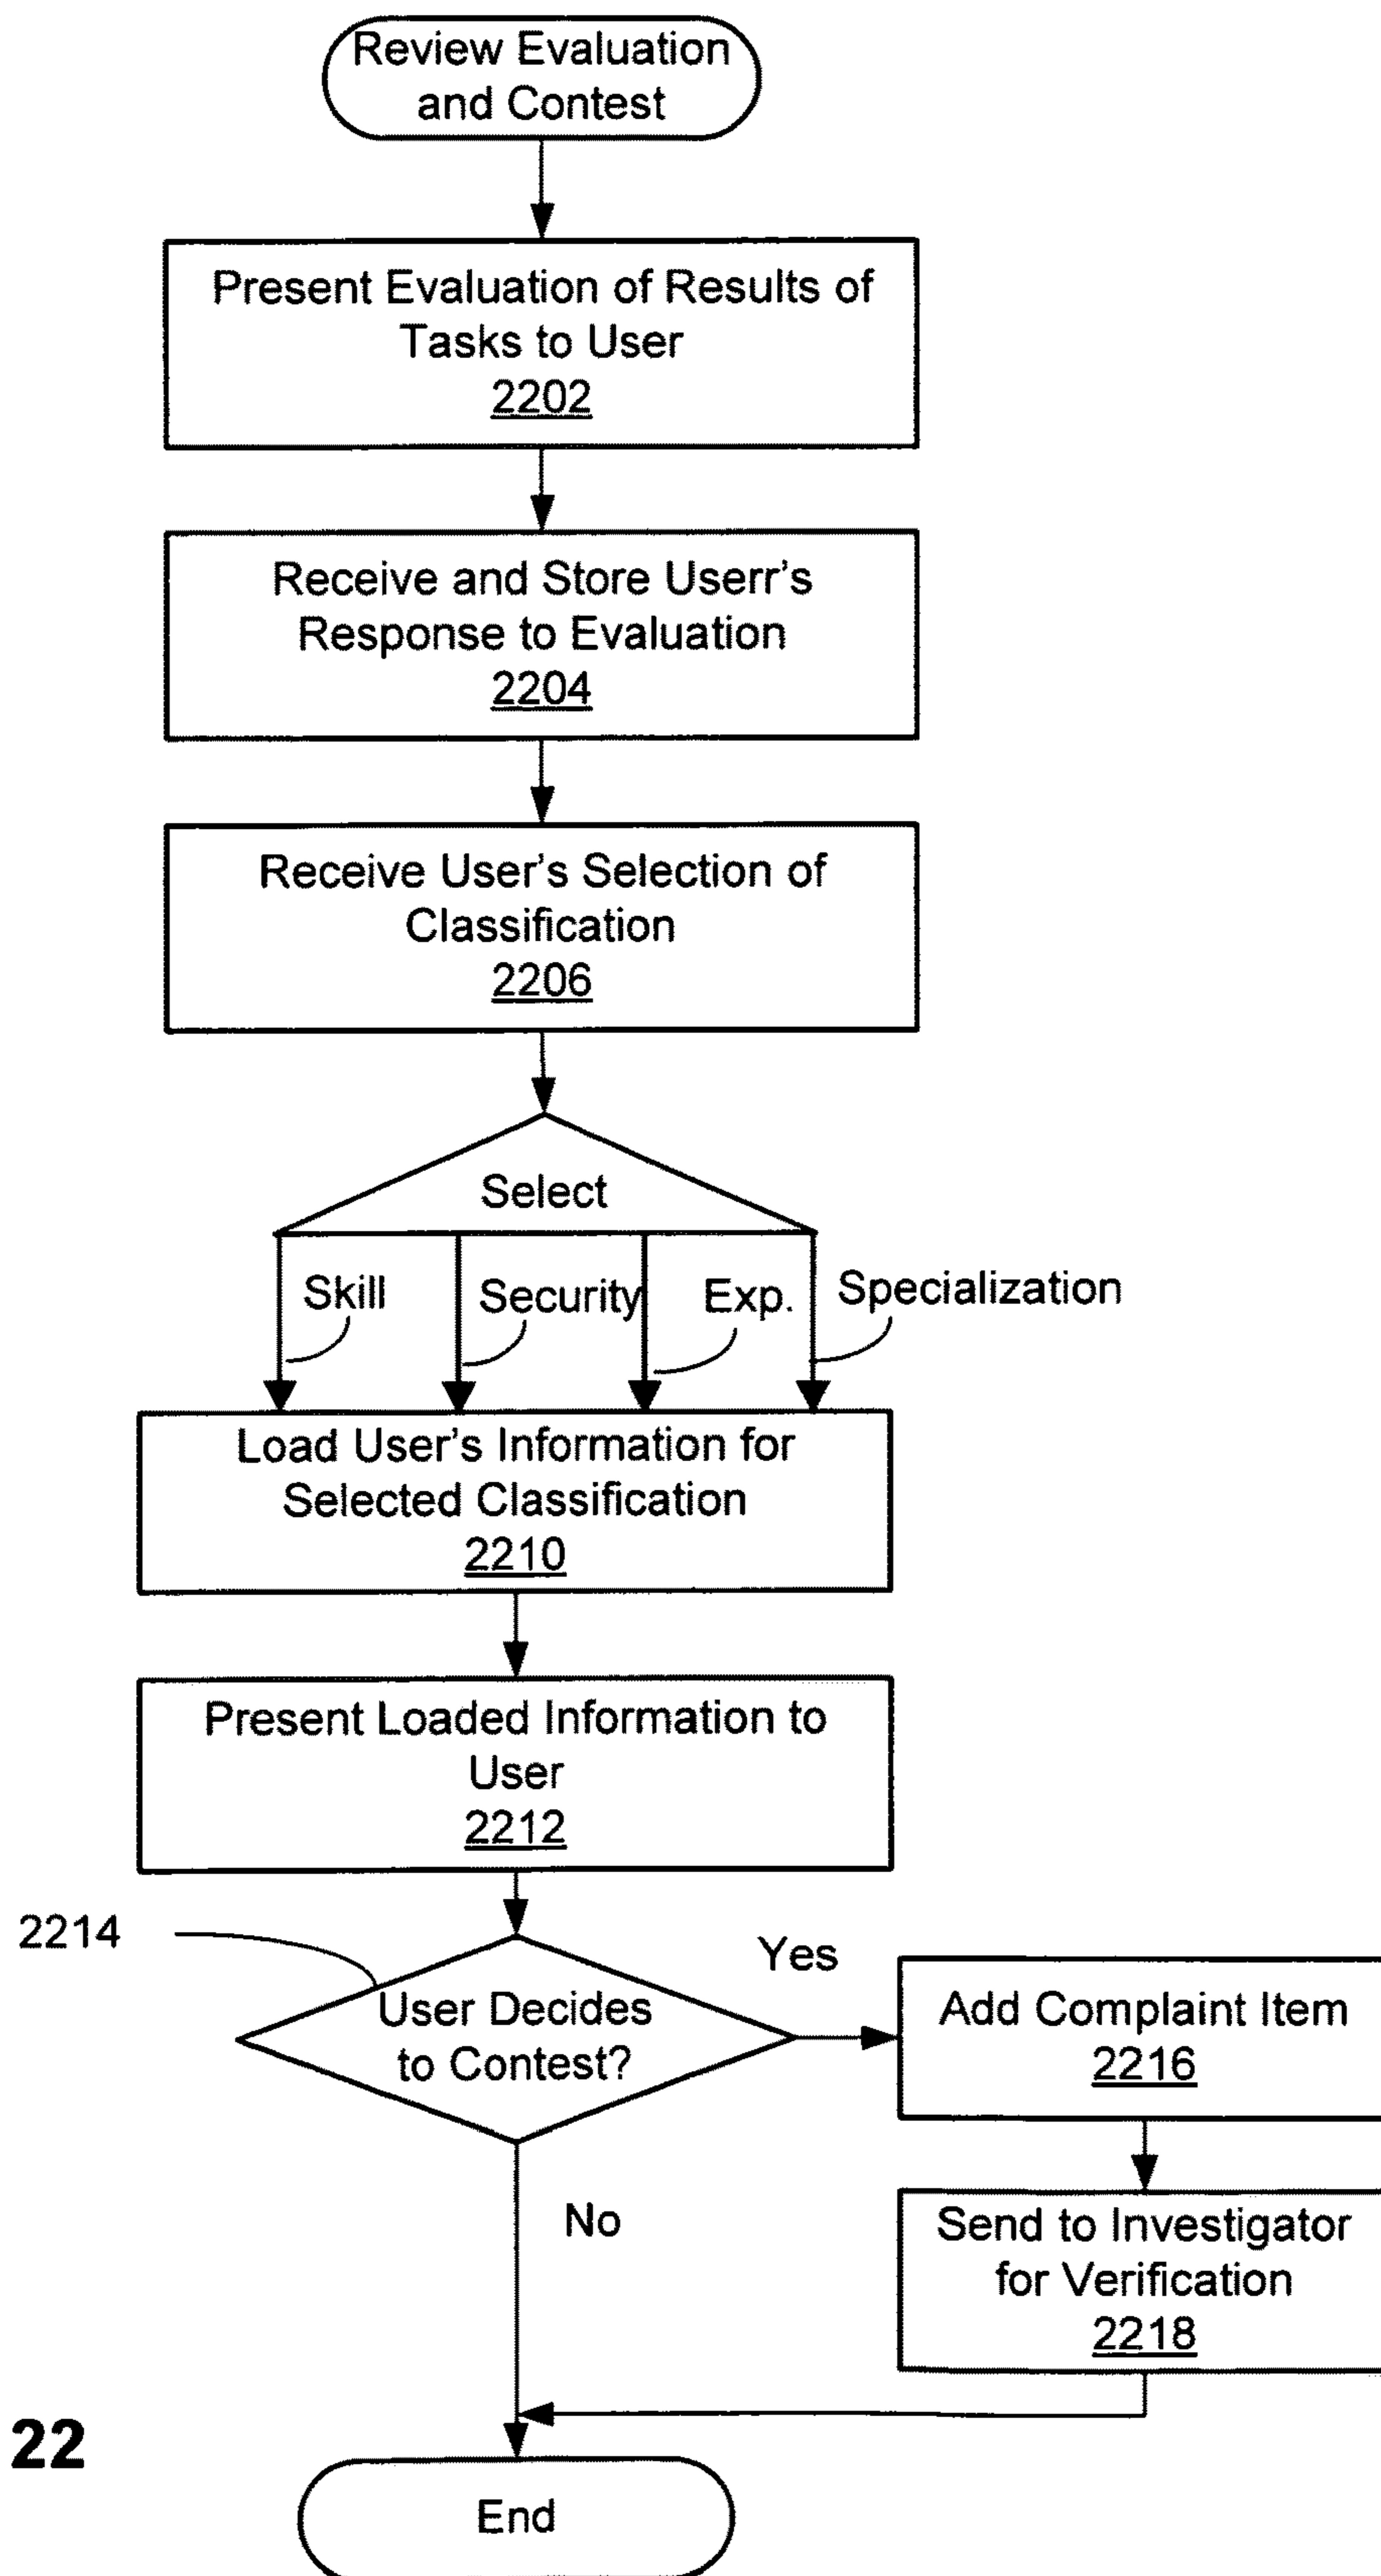 Review Evaluation
and Contest
Present Evaluation of Results of
Tasks to User
2202
Receive and Store Userr's
Response to Evaluation
2204
Receive User's Selection of
Classification
2206
Select
Skill
Security
Exp.
Specialization
Load User's Information for
Selected Classification
2210
Present Loaded Information to
User
2212
2214
User Decides
to Contest?
Yes
Add Complaint Item
2216
No
Send to Investigator
for Verification
2218
22
End